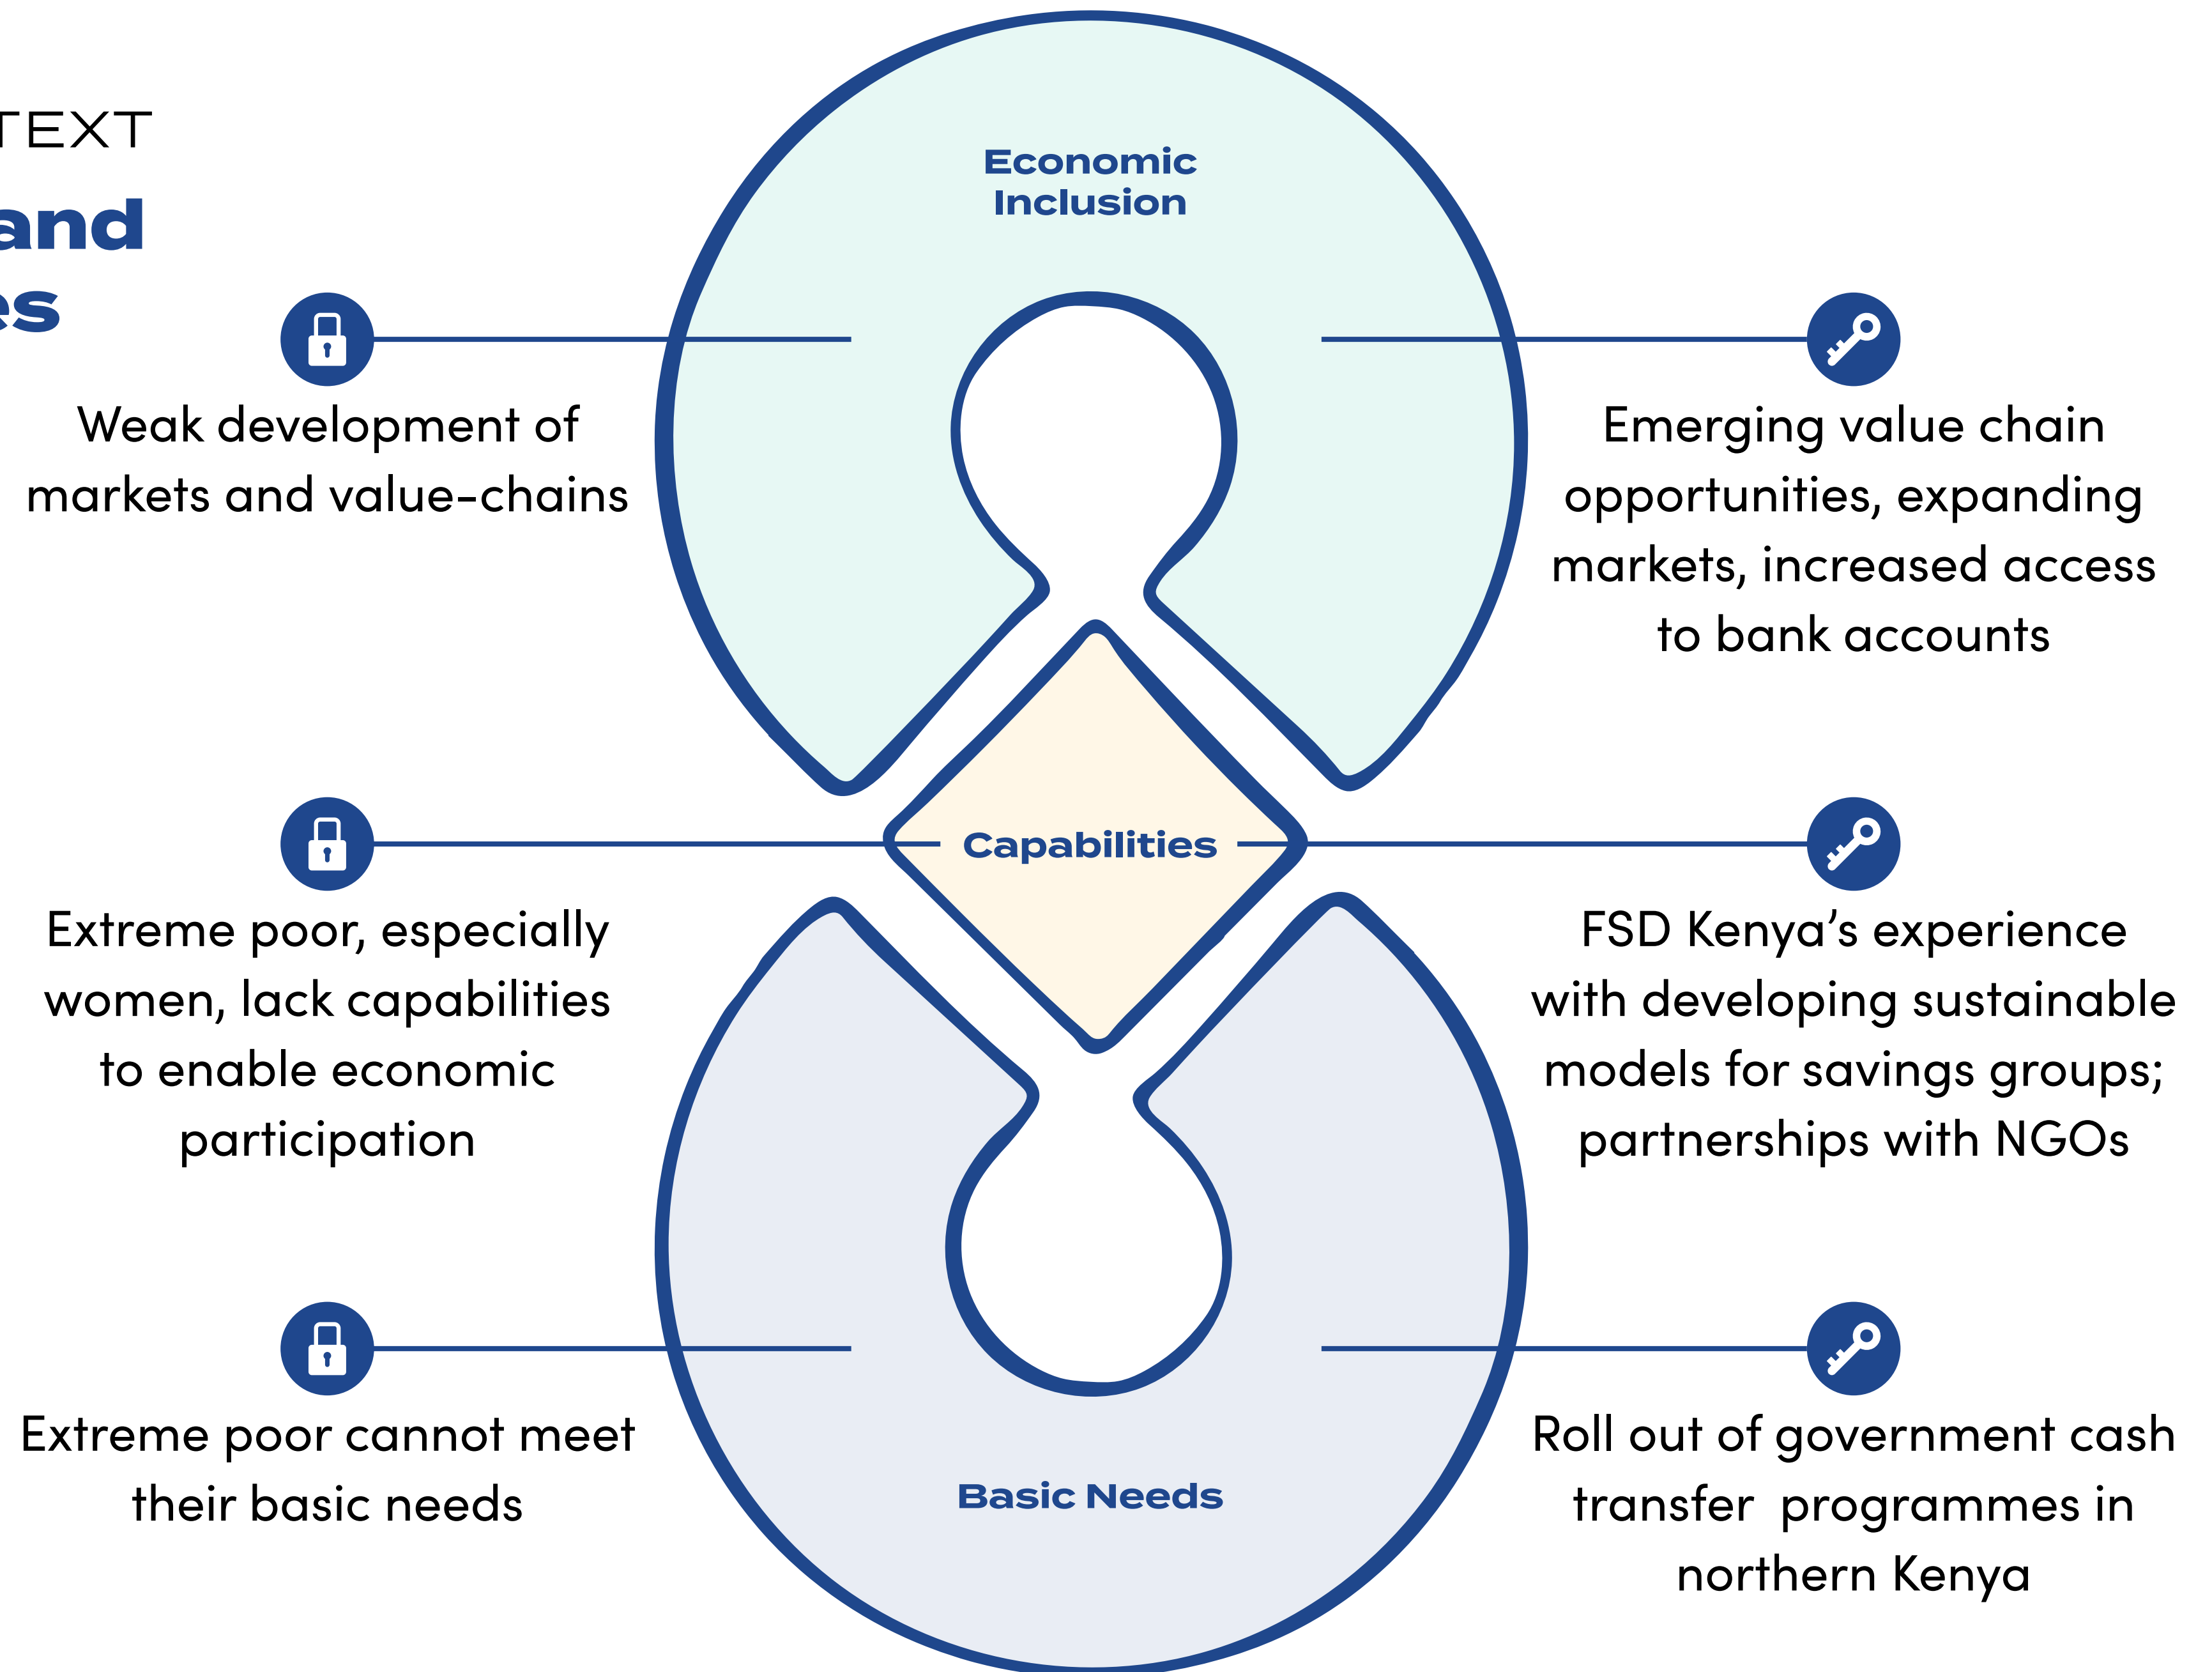 TEXT
and
es
Economic
Inclusion
Weak development of
markets and value-chains
Emerging value chain
opportunities, expanding
markets, increased access
to bank accounts
Capabilities
Extreme poor, especially
women, lack capabilities
to enable economic
participation
FSD Kenya’s experience
with developing sustainable
models for savings groups;
partnerships with NGOs
Extreme poor cannot meet
their basic needs
Basic Needs
Roll out of government cash
transfer  programmes in
northern Kenya